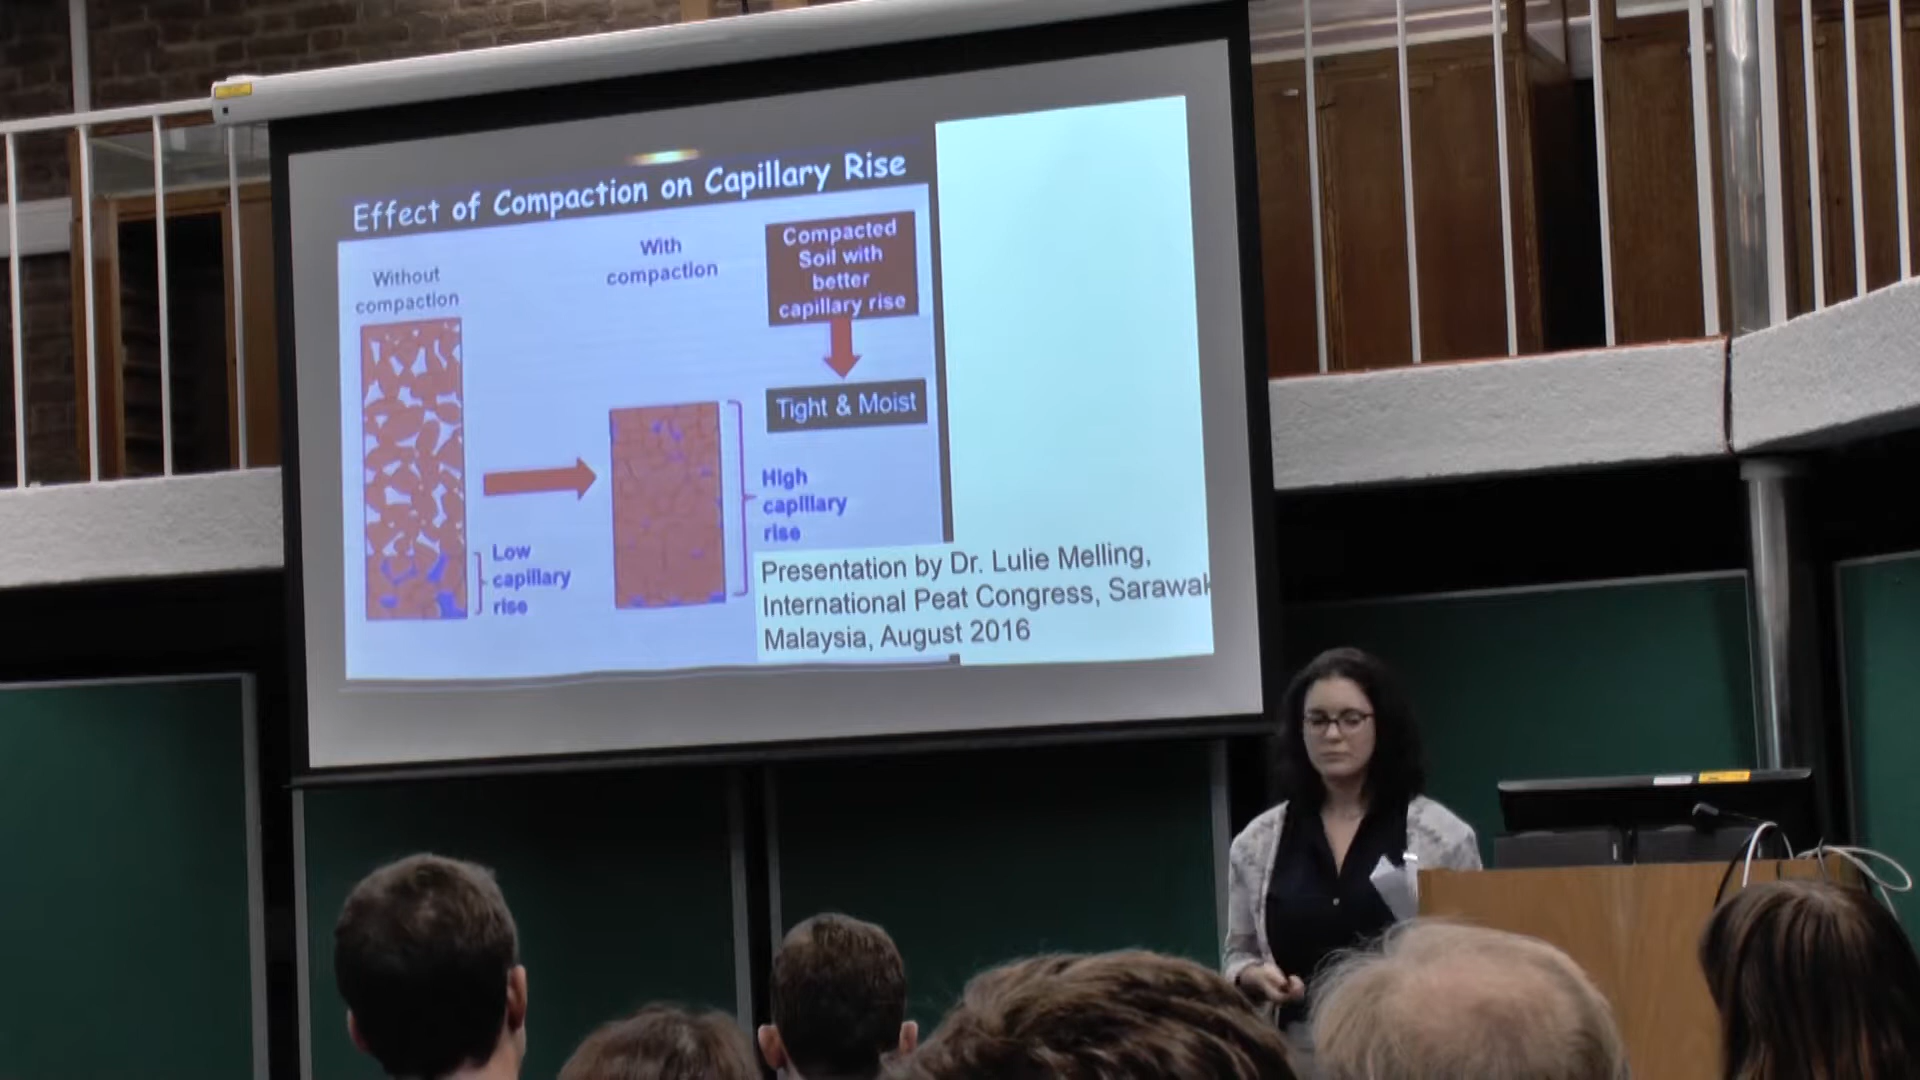 Effect of Compaction on Capillary Rise
Without
compaction
With
compaction
Compacted
Soil with
better
capillary rise
Tight & Moist
Low
capillary
rise
High
capillary
rise
Presentation by Dr. Lulie Melling,
International Peat Congress, Sarawak
Malaysia, August 2016